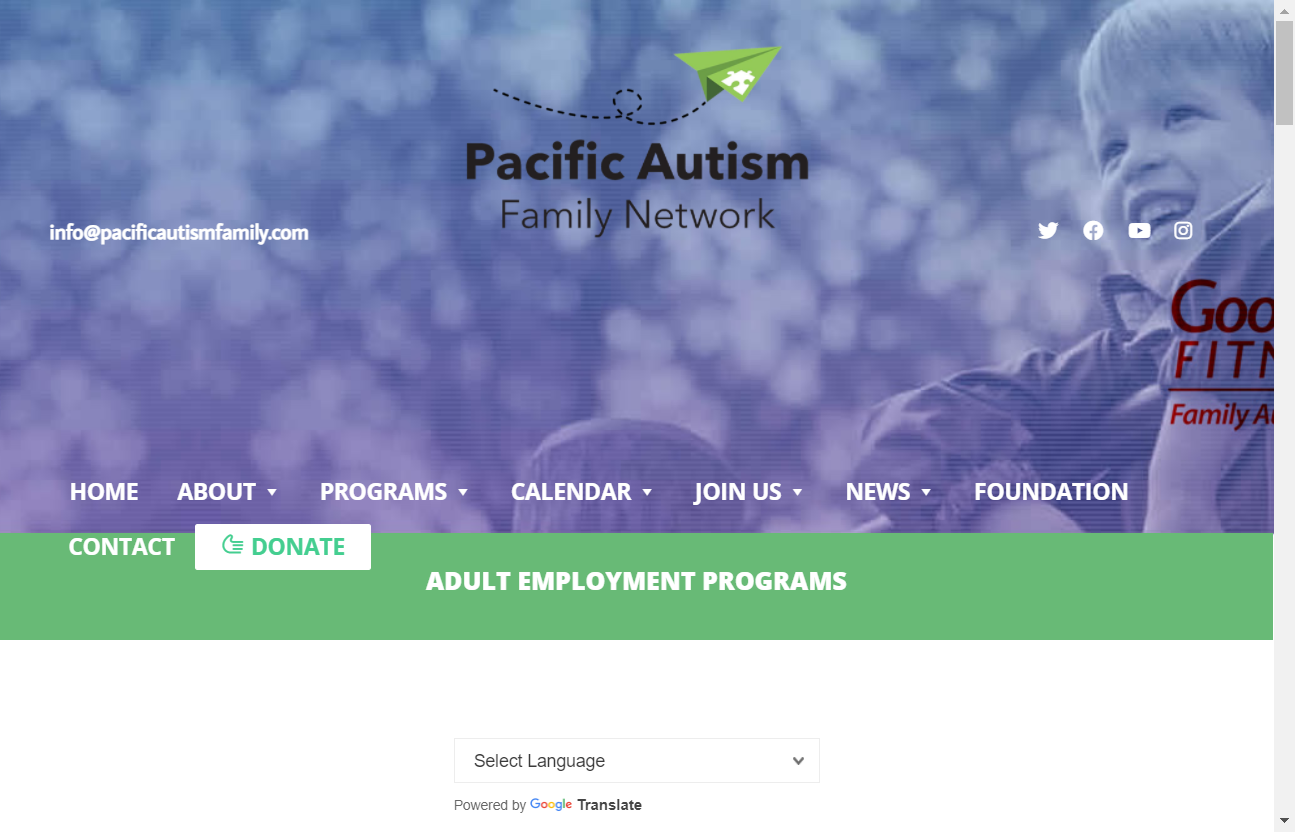 Pacific Autism
Family Network
info@pacificautismfamily.com
FITN
Family A
HOME ABOUT PROGRAMS CALENDAR JOIN US NEWS FOUNDATION
CONTACT DONATE
ADULT EMPLOYMENT PROGRAMS
Select Language
Powered by Google Translate